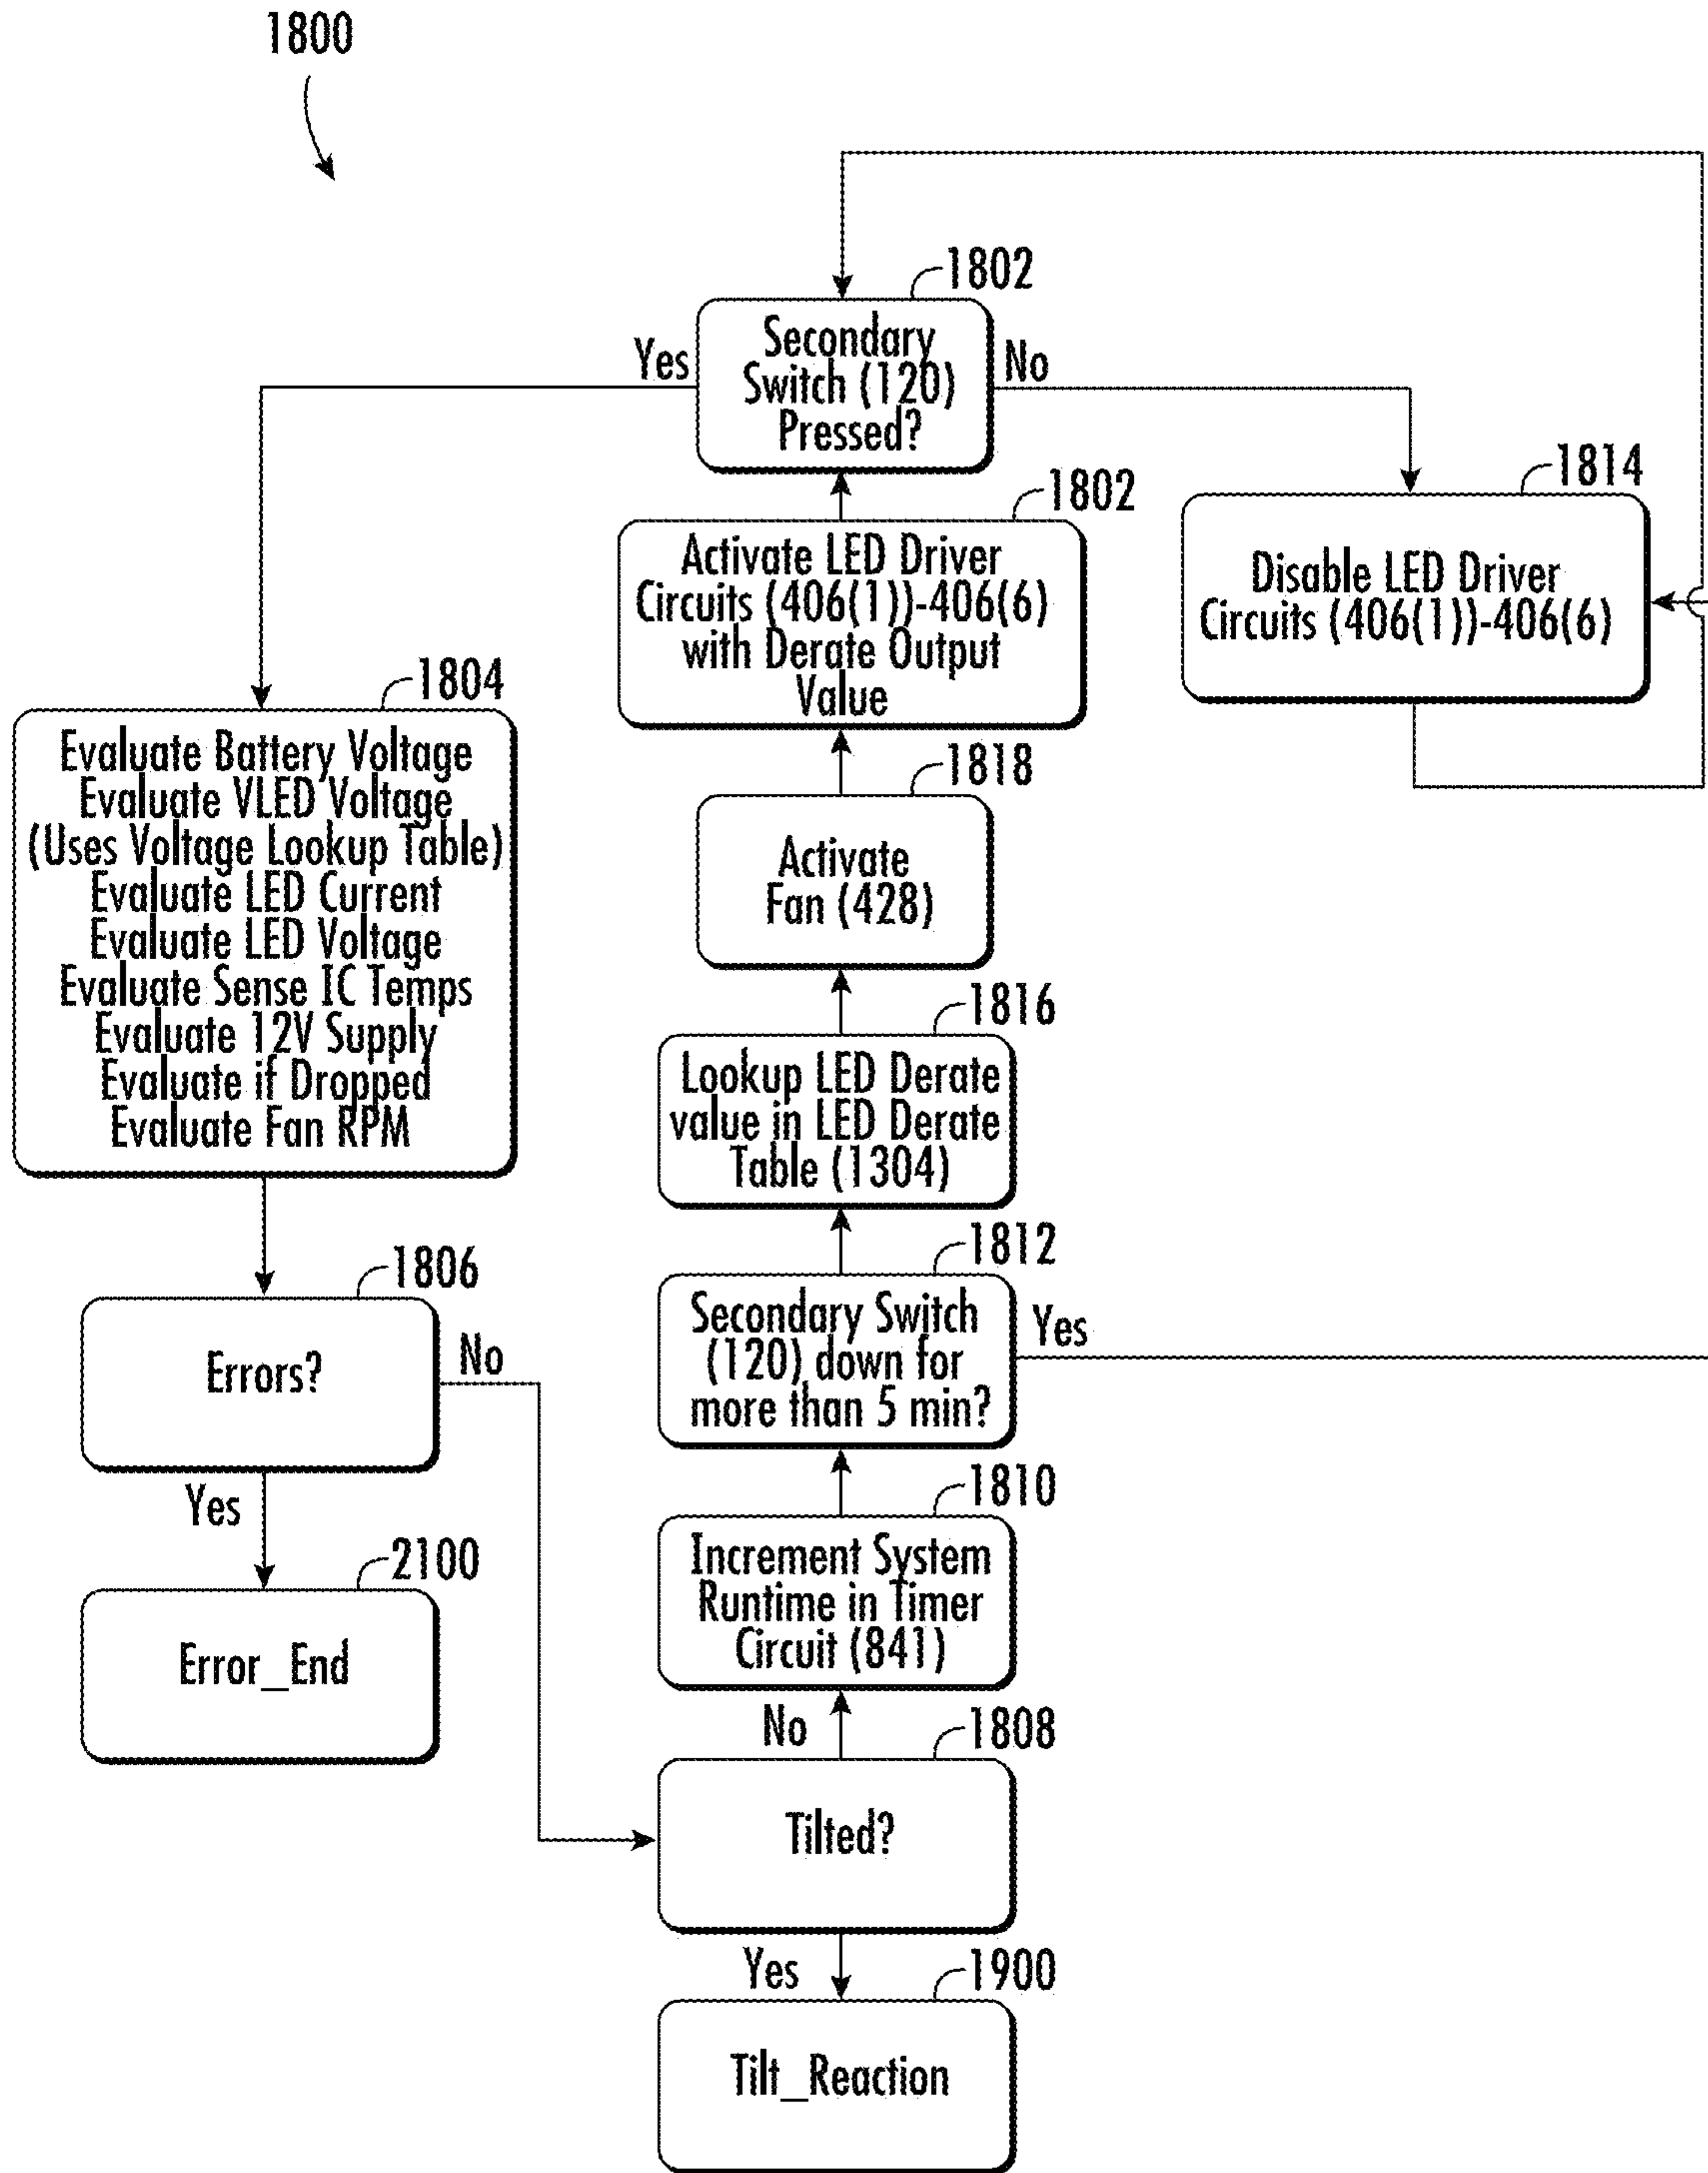 1800
1802
Secondary
Switch (120)
Pressed?
Yes
No
1802
Activate LED Driver
Circuits (406(1))-406(6)
with Derate Output
Value
1814
Disable LED Driver
Circuits (406(1))-406(6)
1804
Evaluate Battery Voltage
Evaluate VLED Voltage
(Uses Voltage Lookup Table)
Evaluate LED Current
Evaluate LED Voltage
Evaluate Sense IC Temps
Evaluate 12V Supply
Evaluate if Dropped
Evaluate Fan RPM
1818
Activate
Fan (428)
1816
Lookup LED Derate
value in LED Derate
Table (1304)
1812
Secondary Switch
(120) down for
more than 5 min?
Yes
1806
Errors?
No
Yes
2100
Error_End
1810
Increment System
Runtime in Timer
Circuit (841)
No
1808
Tilted?
Yes
1900
Tilt_Reaction